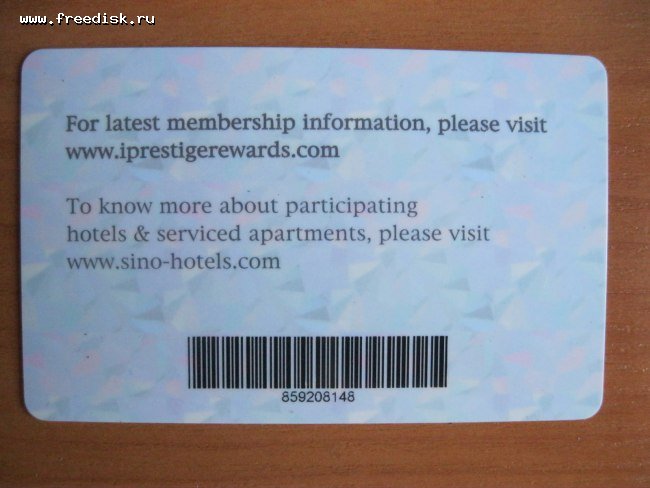 www.freedisk.ru
For latest membership information, please visit
www.iprestigerewards.com
To know more about participating
hotels & serviced apartments, please visit
www.sino-hotels.com
859208148